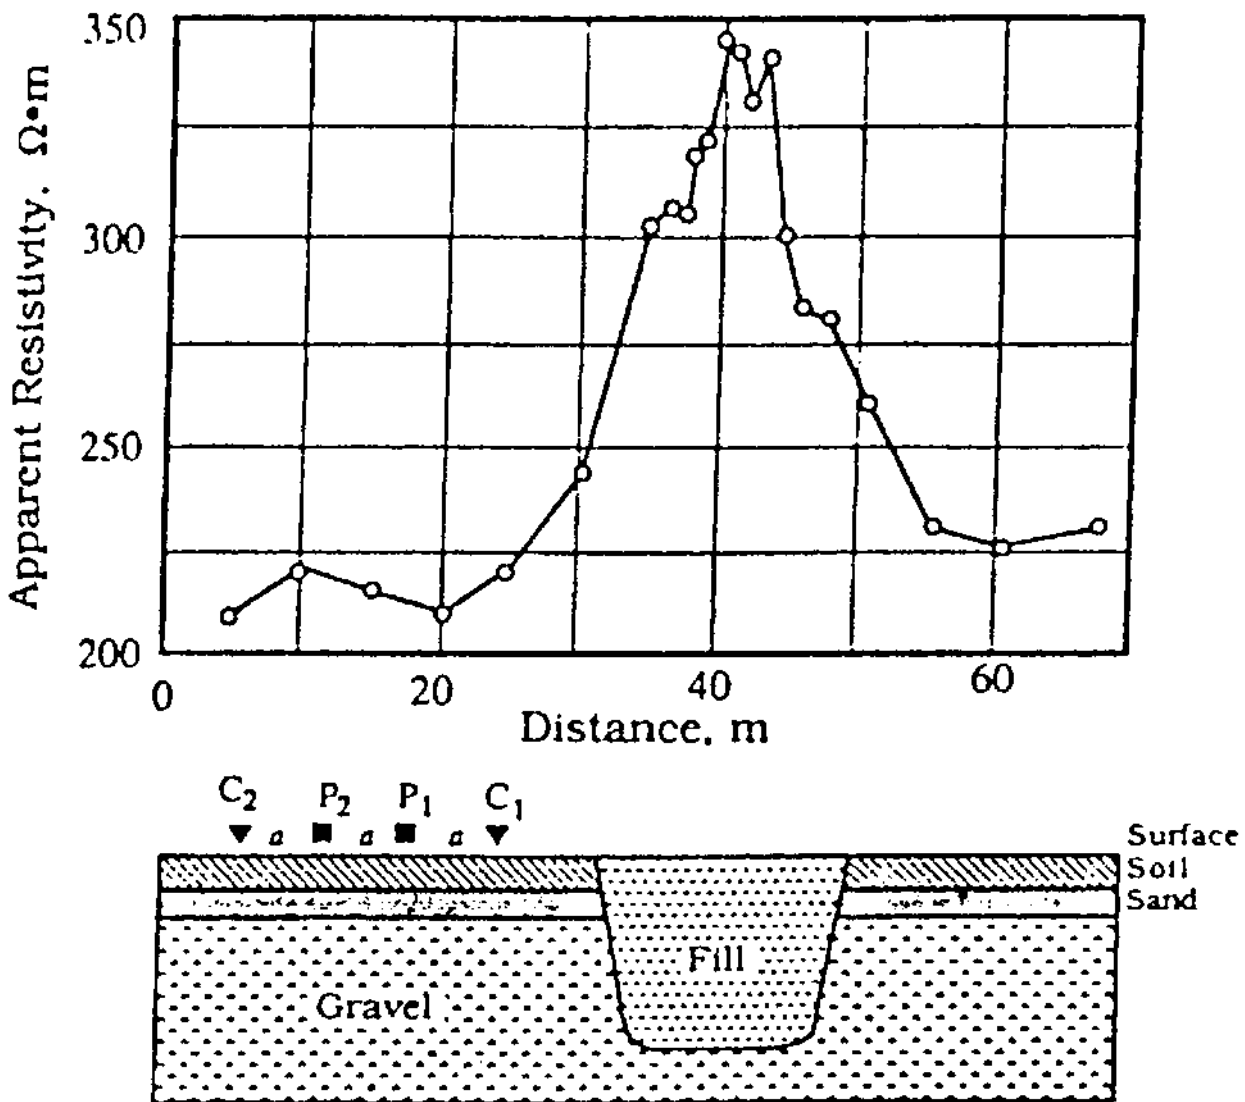 350
300
250
200
Apparent Resistivity. Ω•m
0 20 40 60
Distance. m
C2 P2 P1 C1
a a a
Surface
Soil
Sand
Fill
Gravel